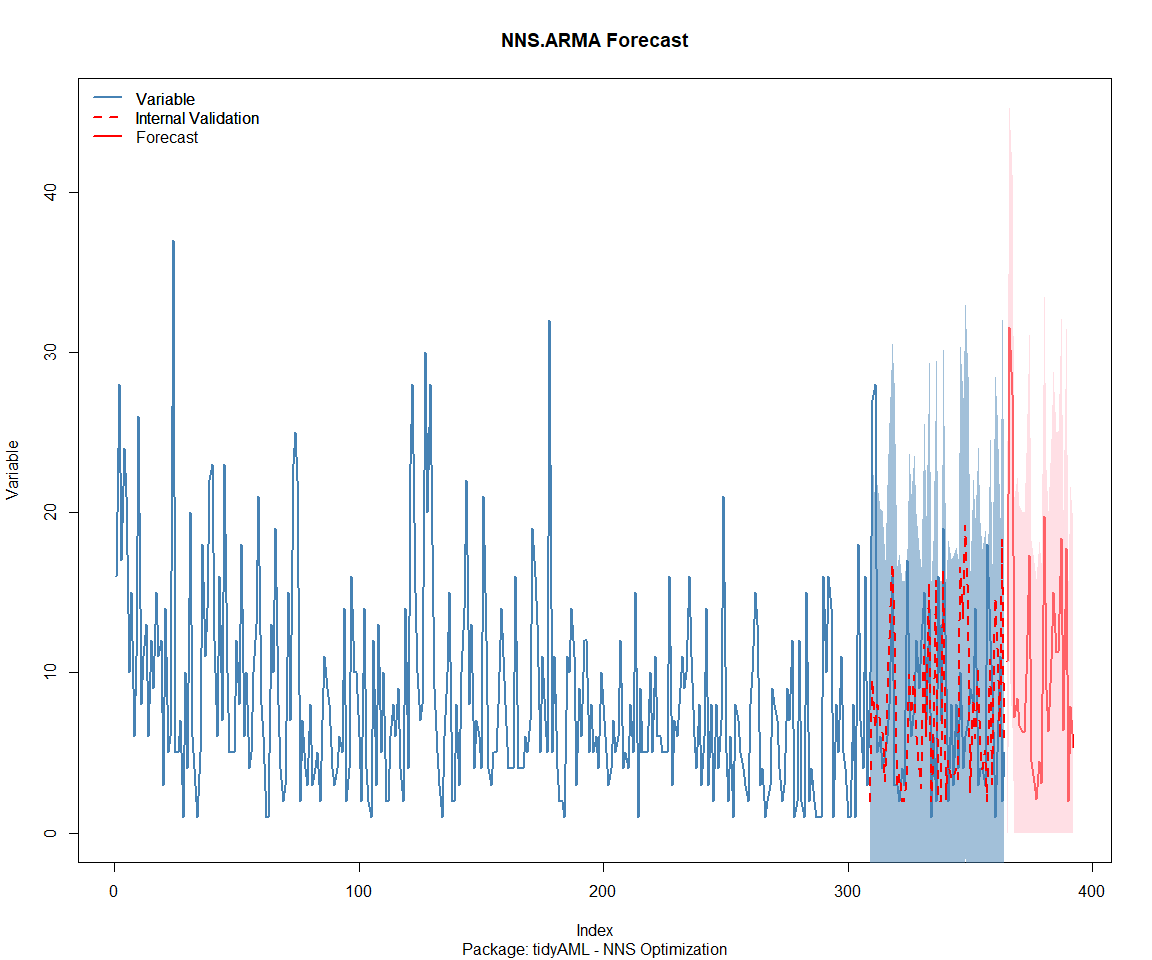 NNS.ARMA Forecast
Variable
Internal Validation
Forecast
40
30
20
10
0
Variable
0
100
200
300
400
Index
Package: tidyAML - NNS Optimization